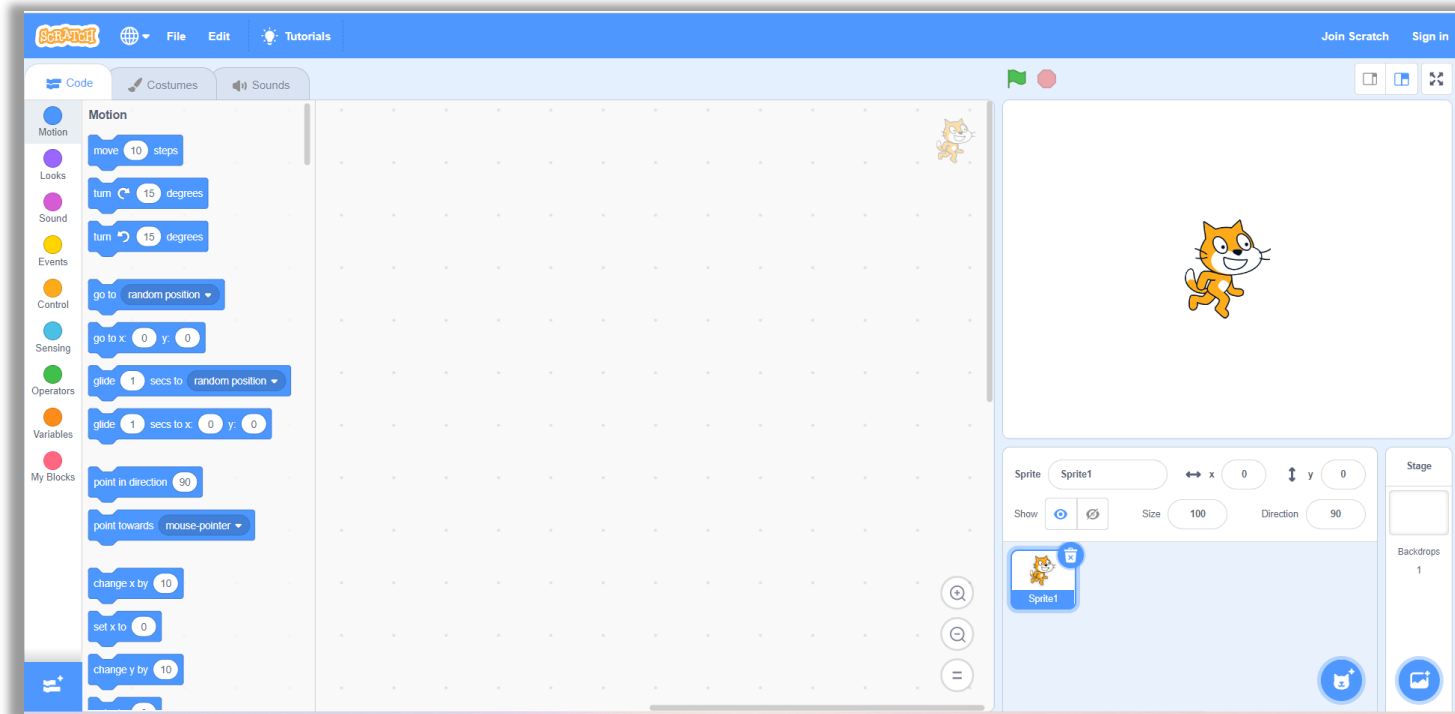 SCRATCH File Edit Tutorials Join Scratch Sign in
Code Costumes Sounds
Motion
Looks
Sound
Events
Control
Sensing
Operators
Variables
My Blocks
Motion
move 10 steps
turn 15 degrees
turn 15 degrees
go to random position
go to x: 0 y: 0
glide 1 secs to random position
glide 1 secs to x: 0 y: 0
point in direction 90
point towards mouse-pointer
change x by 10
set x to 0
change y by 10
Sprite Sprite1 x 0 y 0
Show Size 100 Direction 90
Sprite1
Stage
Backdrops
1